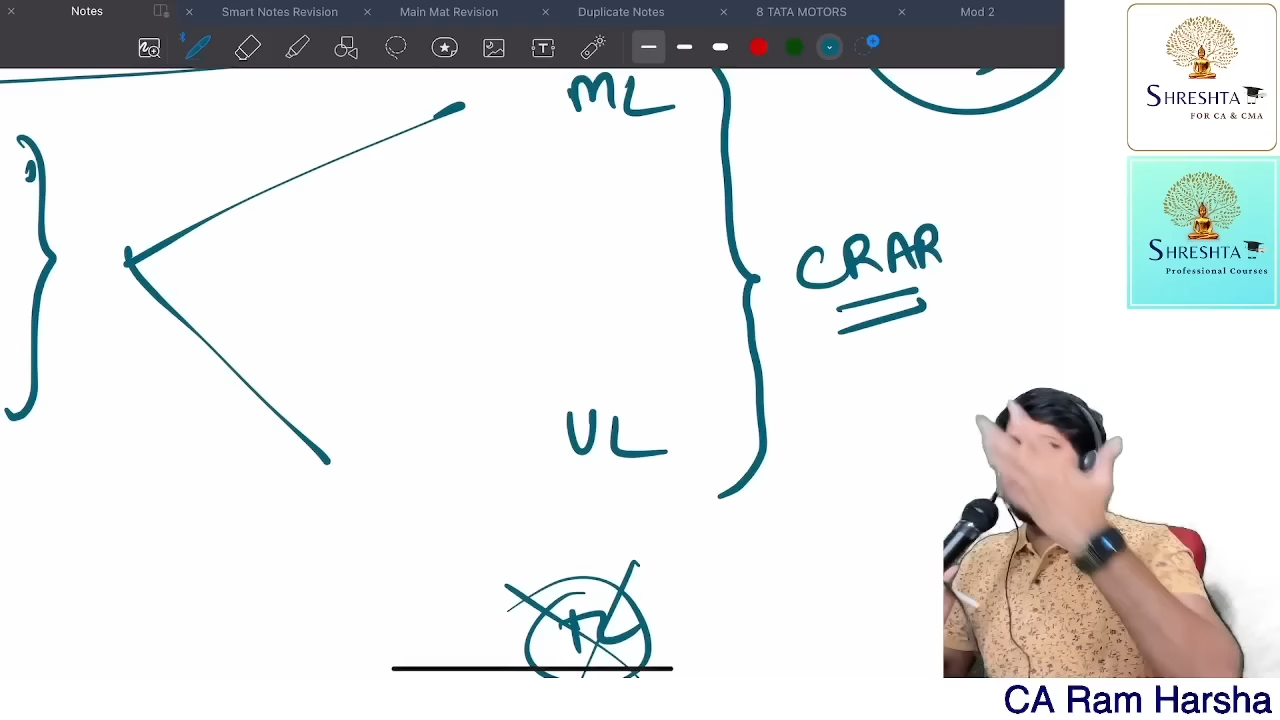 Notes
Smart Notes Revision
Main Mat Revision
Duplicate Notes
8 TATA MOTORS
Mod 2
T
ML
CRAR
UL
SHRESHTA
FOR CA & CMA
SHRESHTA
Professional Courses
CA Ram Harsha